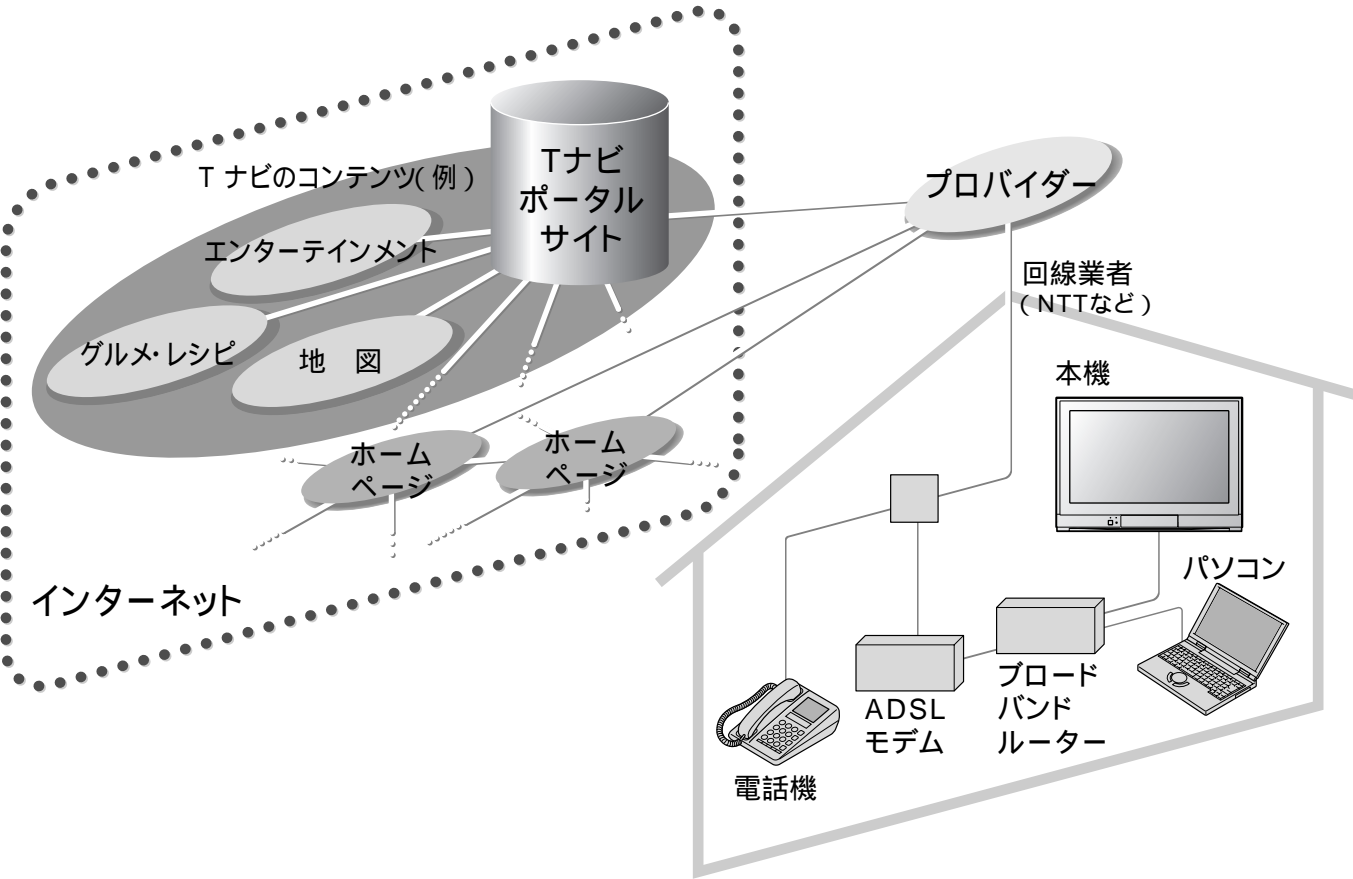 Tナビのコンテンツ(例)
Tナビ
ポータル
サイト
エンターテインメント
グルメ・レシピ
地 図
ホーム
ページ
ホーム
ページ
インターネット
プロバイダー
回線業者
(NTTなど)
本機
パソコン
ブロード
バンド
ルーター
ADSL
モデム
電話機